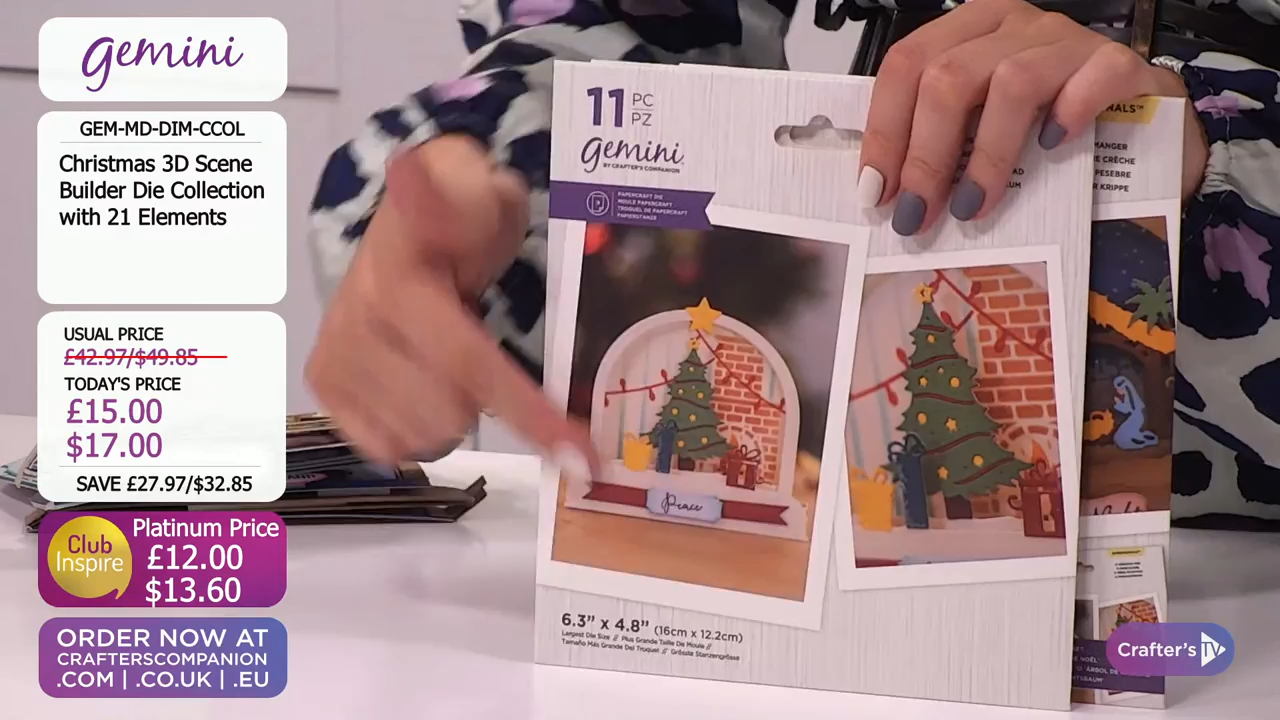 gemini
GEM-MD-DIM-CCOL
Christmas 3D Scene
Builder Die Collection
with 21 Elements
USUAL PRICE
£42.97/$49.85
TODAY'S PRICE
£15.00
$17.00
SAVE £27.97/$32.85
Club
Inspire
Platinum Price
£12.00
$13.60
ORDER NOW AT
CRAFTERSCOMPANION
.COM | .CO.UK | .EU
11 PC
PZ
gemini
BY CRAFTER'S COMPANION
PAPERCRAFT DIE
MOULE PAPERCRAFT
TROQUEL DE PAPERCRAFT
PAPIERSTANZE
Peace
6.3” x 4.8” (16cm x 12.2cm)
Largest Die Size // Plus Grande Taille De Moule //
Tamaño Más Grande Del Troquel // Grösste Stanzengrösse
NALS™
MANGER
CRÈCHE
PESEBRE
KRIPPE
Crafter's TV